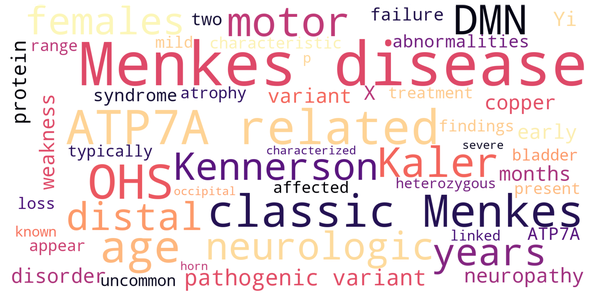 females two motor failure DMN Yi
range mild characteristic abnormalities
protein Menkes disease p
syndrome atrophy variant X treatment copper
weakness ATP7A related findings early
typically characterized severe bladder
OHS Kennerson Kaler months
occipital affected heterozygous present
loss distal classic Menkes
known age neurologic years linked ATP7A
appear horn
disorder uncommon pathogenic variant neuropathy